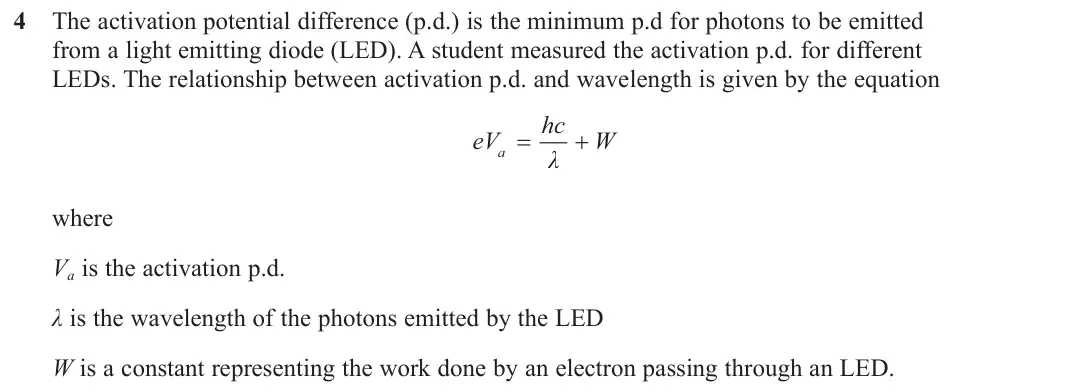 4 The activation potential difference (p.d.) is the minimum p.d for photons to be emitted
from a light emitting diode (LED). A student measured the activation p.d. for different
LEDs. The relationship between activation p.d. and wavelength is given by the equation
eVₐ = hc/λ + W
where
Vₐ is the activation p.d.
λ is the wavelength of the photons emitted by the LED
W is a constant representing the work done by an electron passing through an LED.